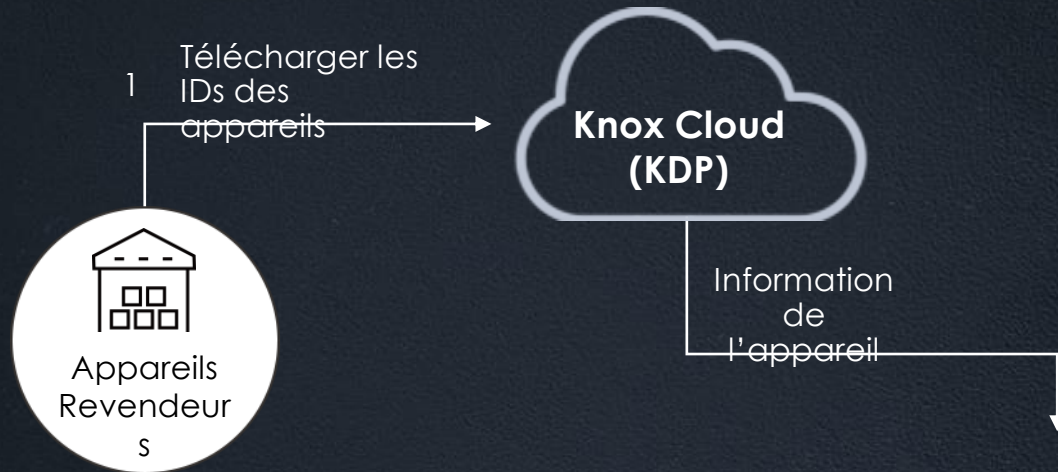 1
Télécharger les
IDs des
appareils
Knox Cloud
(KDP)
Information
de
l’appareil
Appareils
Revendeur
s